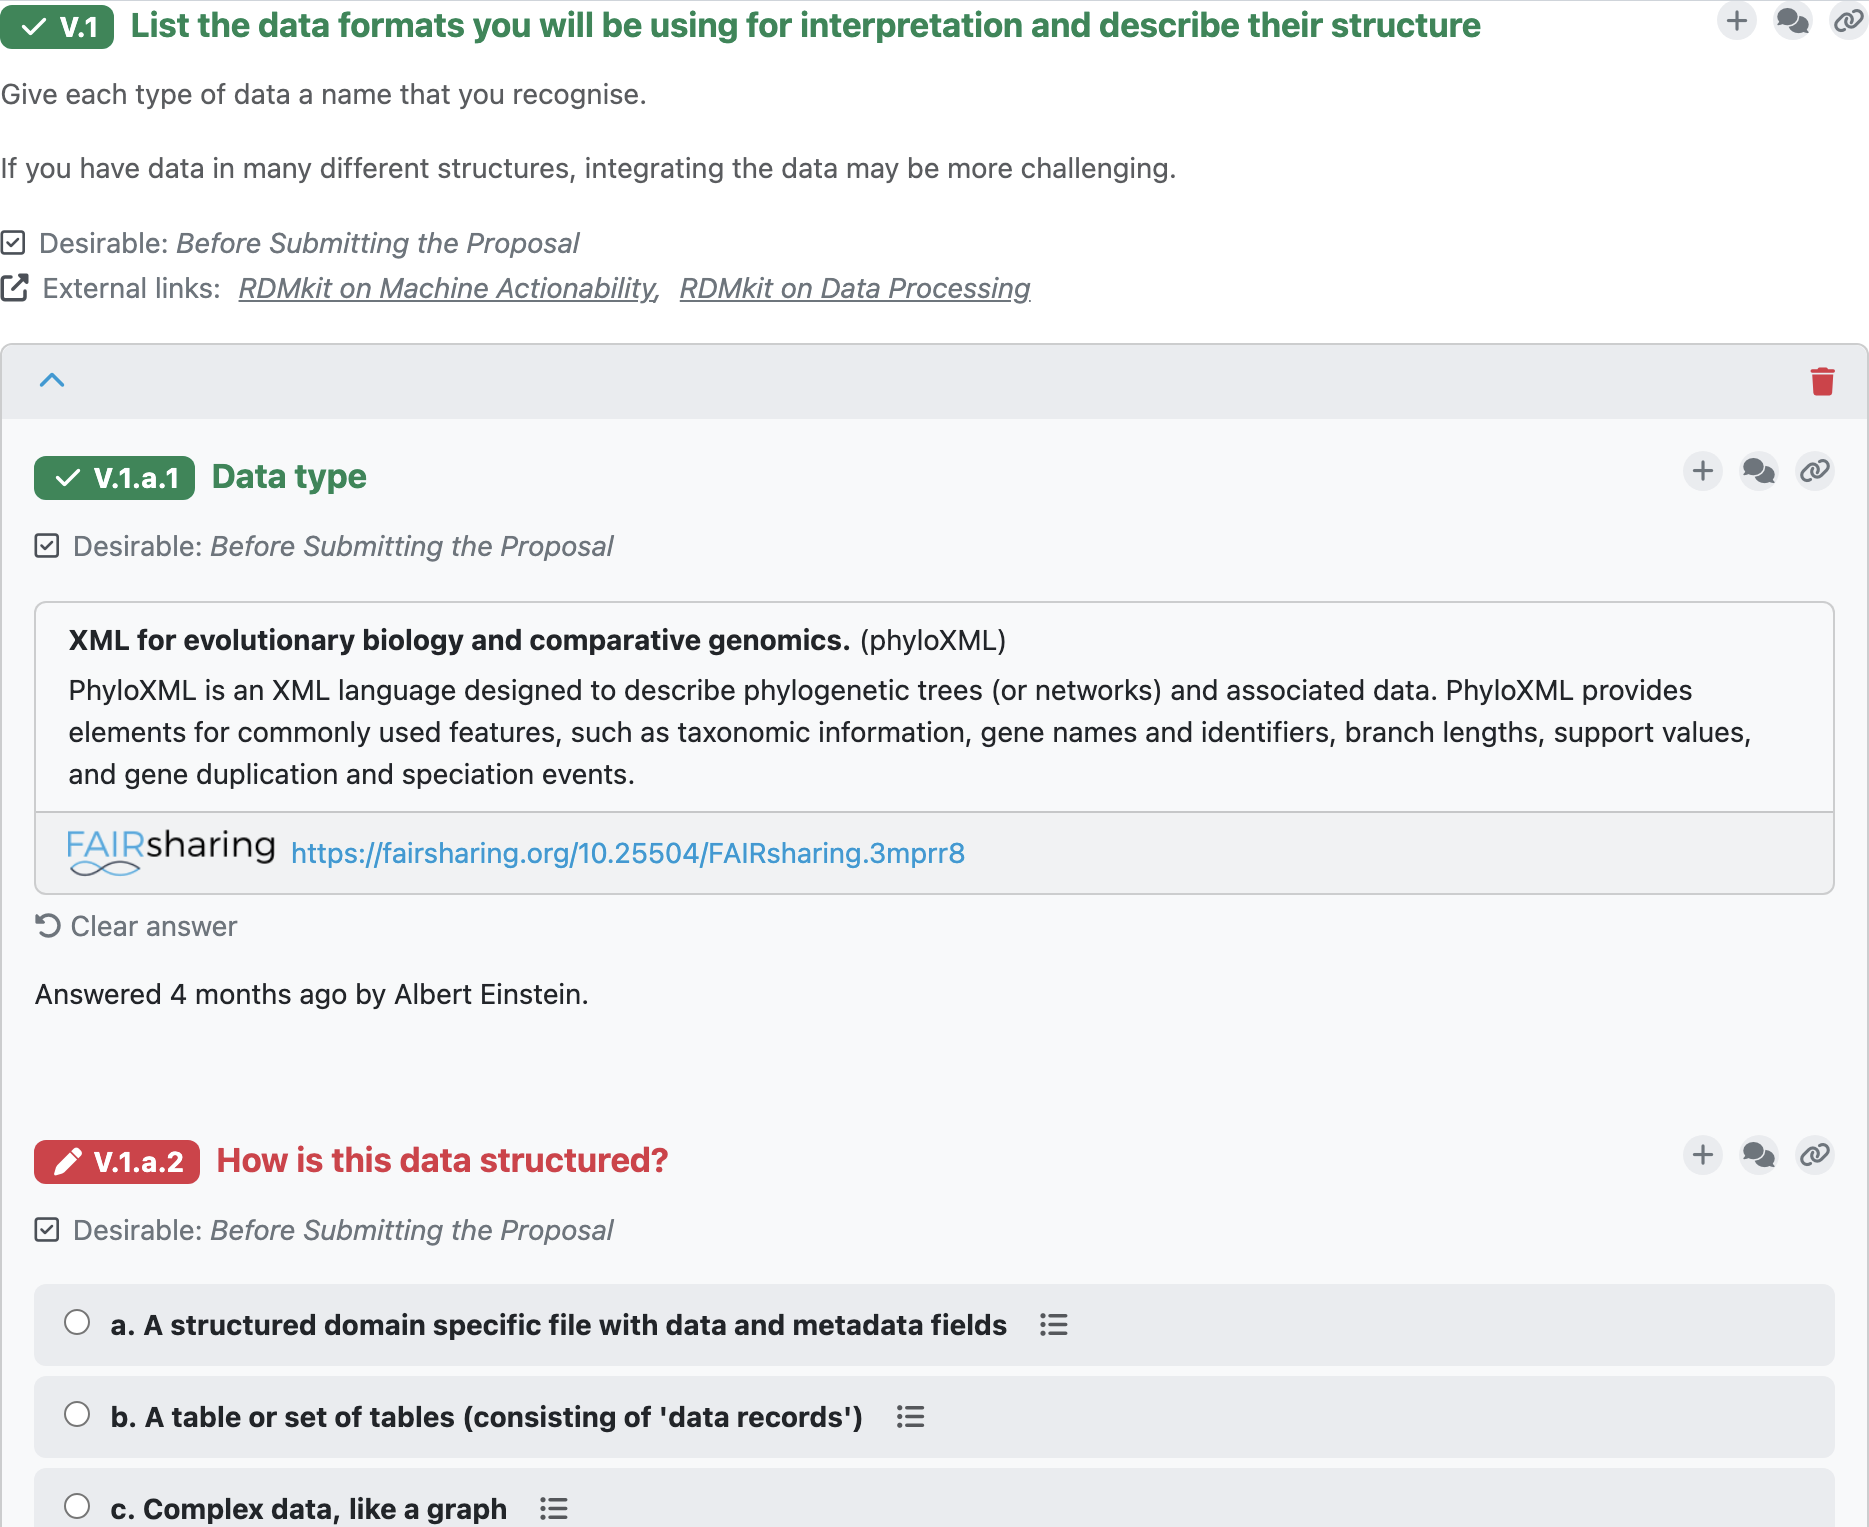 V.1 List the data formats you will be using for interpretation and describe their structure
Give each type of data a name that you recognise.
If you have data in many different structures, integrating the data may be more challenging.
Desirable: Before Submitting the Proposal
External links: RDMkit on Machine Actionability, RDMkit on Data Processing
V.1.a.1 Data type
Desirable: Before Submitting the Proposal
XML for evolutionary biology and comparative genomics. (phyloXML)
PhyloXML is an XML language designed to describe phylogenetic trees (or networks) and associated data. PhyloXML provides
elements for commonly used features, such as taxonomic information, gene names and identifiers, branch lengths, support values,
and gene duplication and speciation events.
FAIRsharing https://fairsharing.org/10.25504/FAIRsharing.3mprr8
Clear answer
Answered 4 months ago by Albert Einstein.
V.1.a.2 How is this data structured?
Desirable: Before Submitting the Proposal
a. A structured domain specific file with data and metadata fields
b. A table or set of tables (consisting of 'data records')
c. Complex data, like a graph